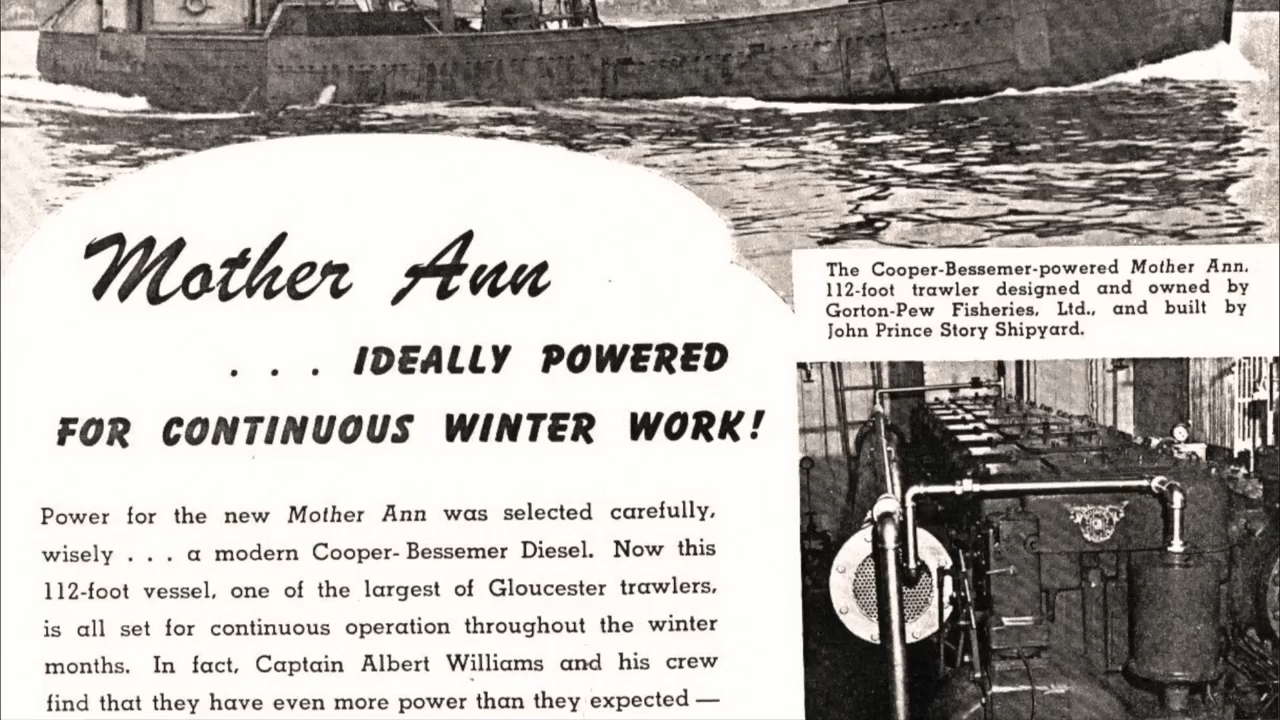 Mother Ann
. . . IDEALLY POWERED
FOR CONTINUOUS WINTER WORK!
Power for the new Mother Ann was selected carefully,
wisely . . . a modern Cooper-Bessemer Diesel. Now this
112-foot vessel, one of the largest of Gloucester trawlers,
is all set for continuous operation throughout the winter
months. In fact, Captain Albert Williams and his crew
find that they have even more power than they expected —
The Cooper-Bessemer-powered Mother Ann,
112-foot trawler designed and owned by
Gorton-Pew Fisheries, Ltd., and built by
John Prince Story Shipyard.